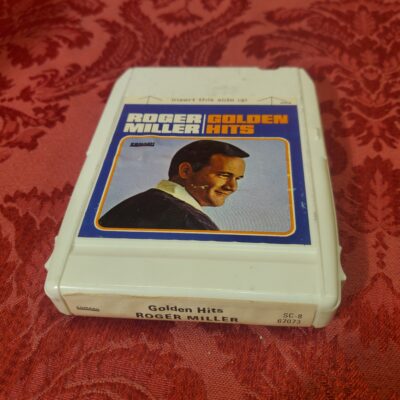 insert this side up
ROGER GOLDEN
MILLER HITS
Golden Hits
ROGER MILLER
SC-8
67073